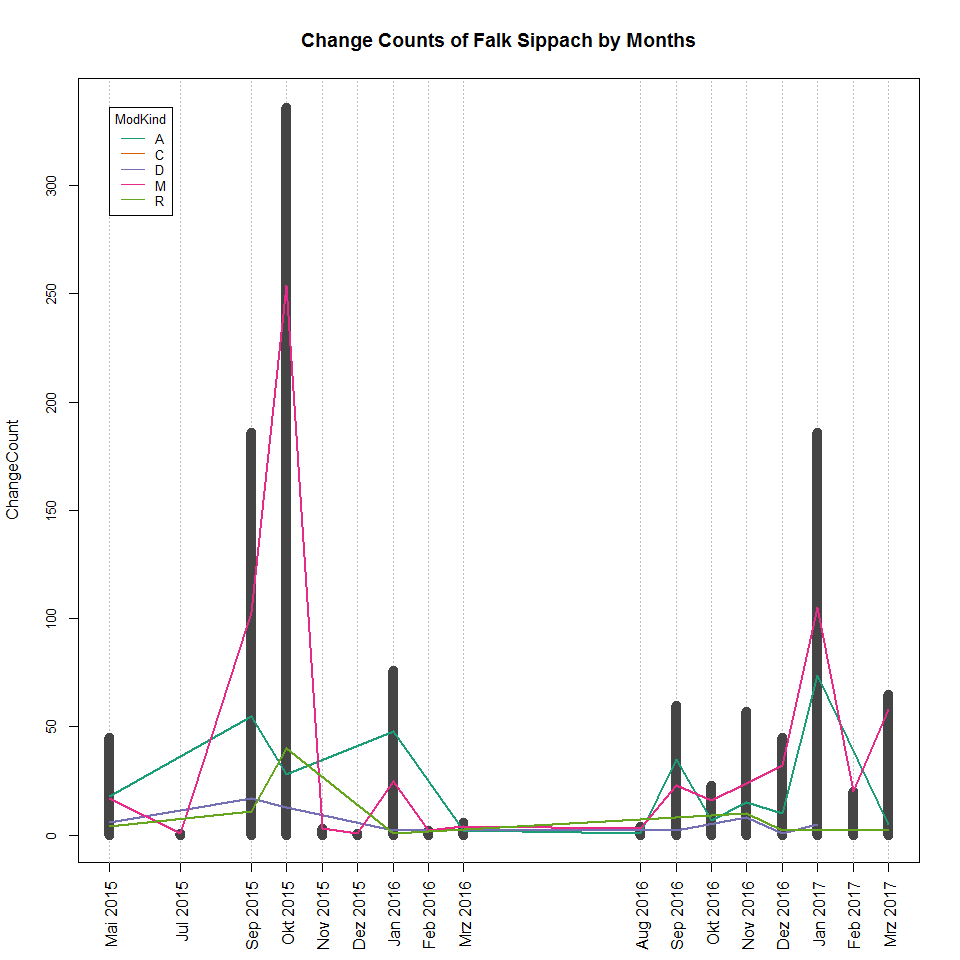 Change Counts of Falk Sippach by Months
ModKind
A
C
D
M
R
ChangeCount
300
250
200
150
100
50
0
Mai 2015
Jul 2015
Sep 2015
Okt 2015
Nov 2015
Dez 2015
Jan 2016
Feb 2016
Mrz 2016
Aug 2016
Sep 2016
Okt 2016
Nov 2016
Dez 2016
Jan 2017
Feb 2017
Mrz 2017